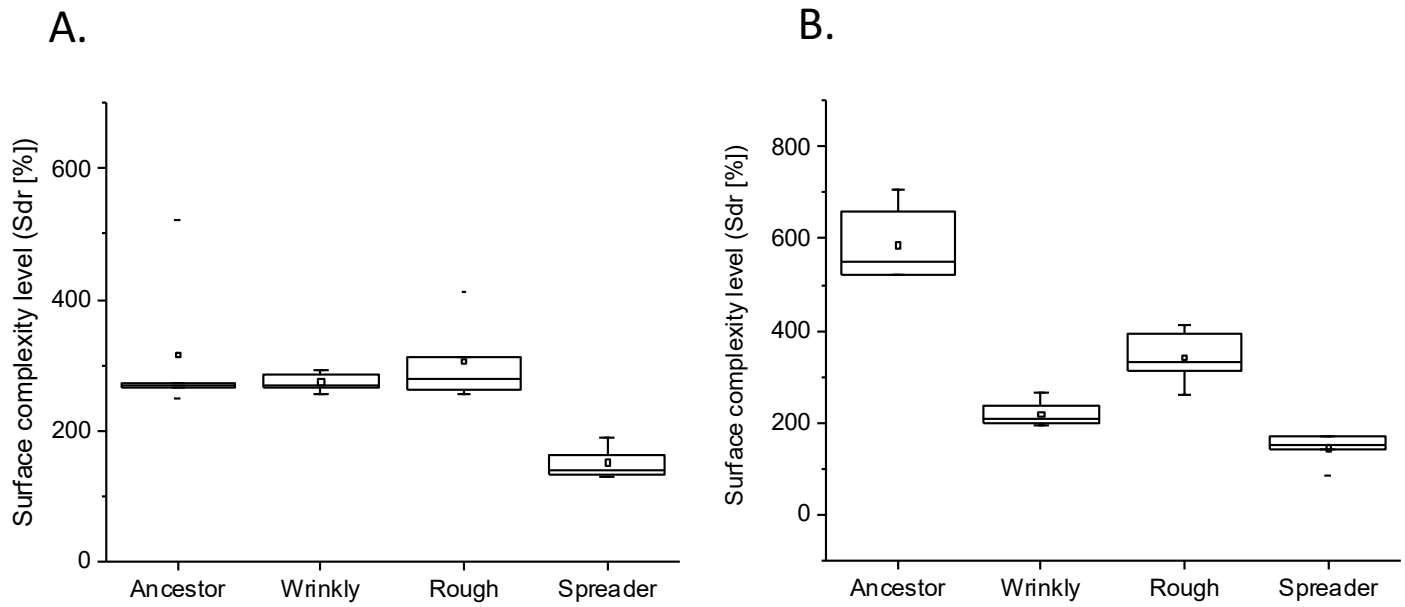 A.
Surface complexity level (Sdr [%])
600
400
200
0
Ancestor Wrinkly Rough Spreader
B.
Surface complexity level (Sdr [%])
800
600
400
200
0
Ancestor Wrinkly Rough Spreader